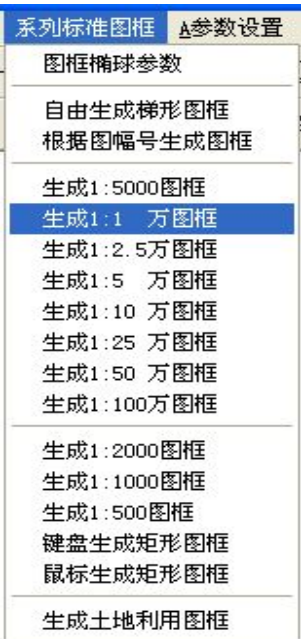 系列标准图框 A参数设置
图框椭球参数
自由生成梯形图框
根据图幅号生成图框
生成1:5000图框
生成1:1 万图框
生成1:2.5万图框
生成1:5 万图框
生成1:10 万图框
生成1:25 万图框
生成1:50 万图框
生成1:100万图框
生成1:2000图框
生成1:1000图框
生成1:500图框
键盘生成矩形图框
鼠标生成矩形图框
生成土地利用图框